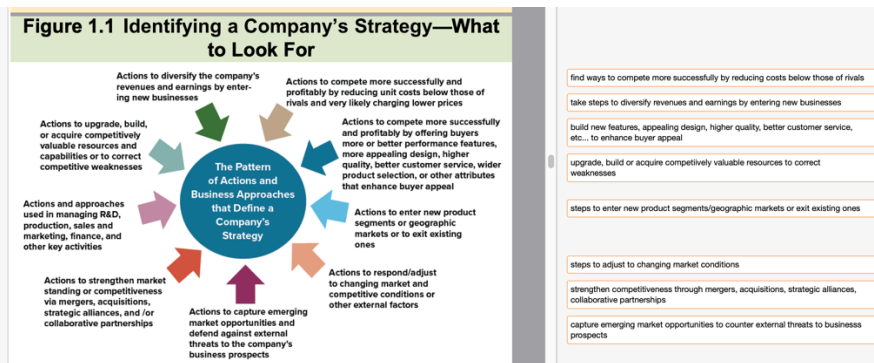 Figure 1.1 Identifying a Company's Strategy—What
to Look For
Actions to diversify the company's
revenues and earnings by enter-
ing new businesses
Actions to compete more successfully and
profitably by reducing unit costs below those of
rivals and very likely charging lower prices
Actions to upgrade, build,
or acquire competitively
valuable resources and
capabilities or to correct
competitive weaknesses
Actions to compete more successfully
and profitably by offering buyers
more or better performance features,
more appealing design, higher
quality, better customer service, wider
product selection, or other attributes
that enhance buyer appeal
The Pattern
of Actions and
Business Approaches
that Define a
Company's
Strategy
Actions and approaches
used in managing R&D,
production, sales and
marketing, finance, and
other key activities
Actions to enter new product
segments or geographic
markets or to exit existing
ones
Actions to strengthen market
standing or competitiveness
via mergers, acquisitions,
strategic alliances, and /or
collaborative partnerships
Actions to capture emerging
market opportunities and
defend against external
threats to the company's
business prospects
Actions to respond/adjust
to changing market and
competitive conditions or
other external factors
find ways to compete more successfully by reducing costs below those of rivals
take steps to diversify revenues and earnings by entering new businesses
build new features, appealing design, higher quality, better customer service,
etc... to enhance buyer appeal
upgrade, build or acquire competiively valuable resources to correct
weaknesses
steps to enter new product segments/geographic markets or exit existing ones
steps to adjust to changing market conditions
strengthen competitiveness through mergers, acquisitions, strategic alliances,
collaborative partnerships
capture emerging market opportunities to counter external threats to businesss
prospects